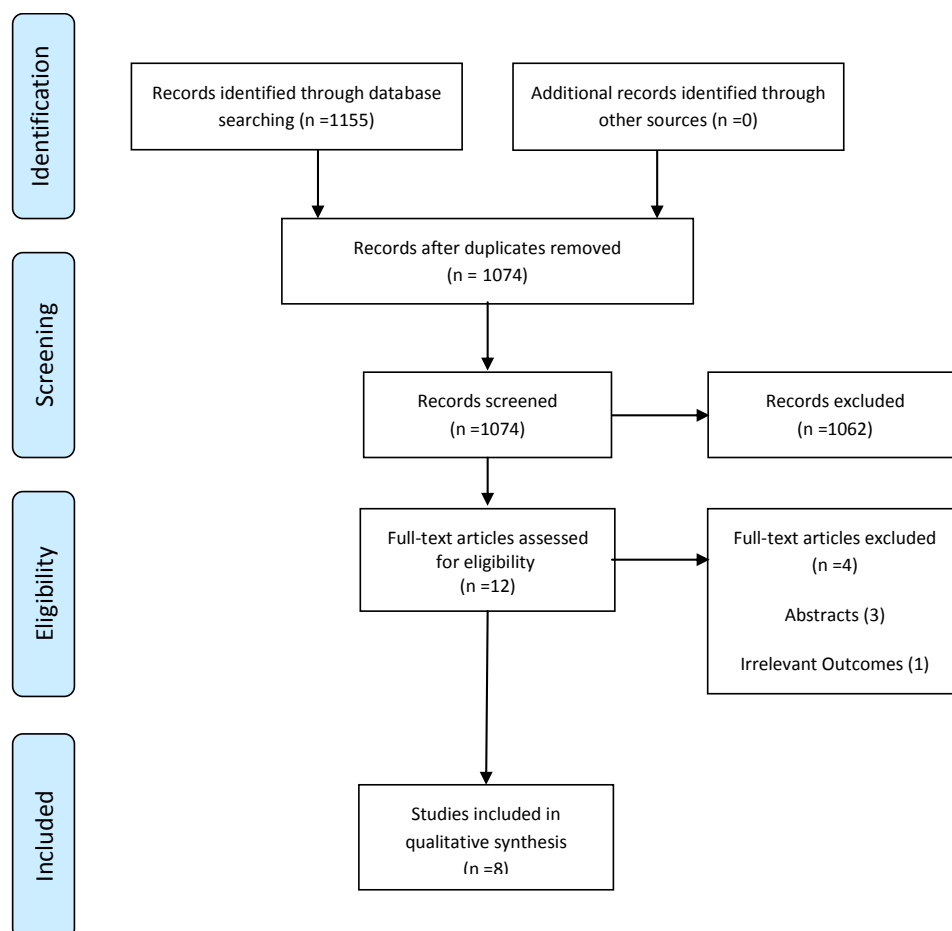 Identification
Records identified through database
searching (n =1155)
Additional records identified through
other sources (n =0)
Records after duplicates removed
(n = 1074)
Screening
Records screened
(n =1074)
Records excluded
(n =1062)
Eligibility
Full-text articles assessed
for eligibility
(n =12)
Full-text articles excluded
(n =4)
Abstracts (3)
Irrelevant Outcomes (1)
Included
Studies included in
qualitative synthesis
(n =8)